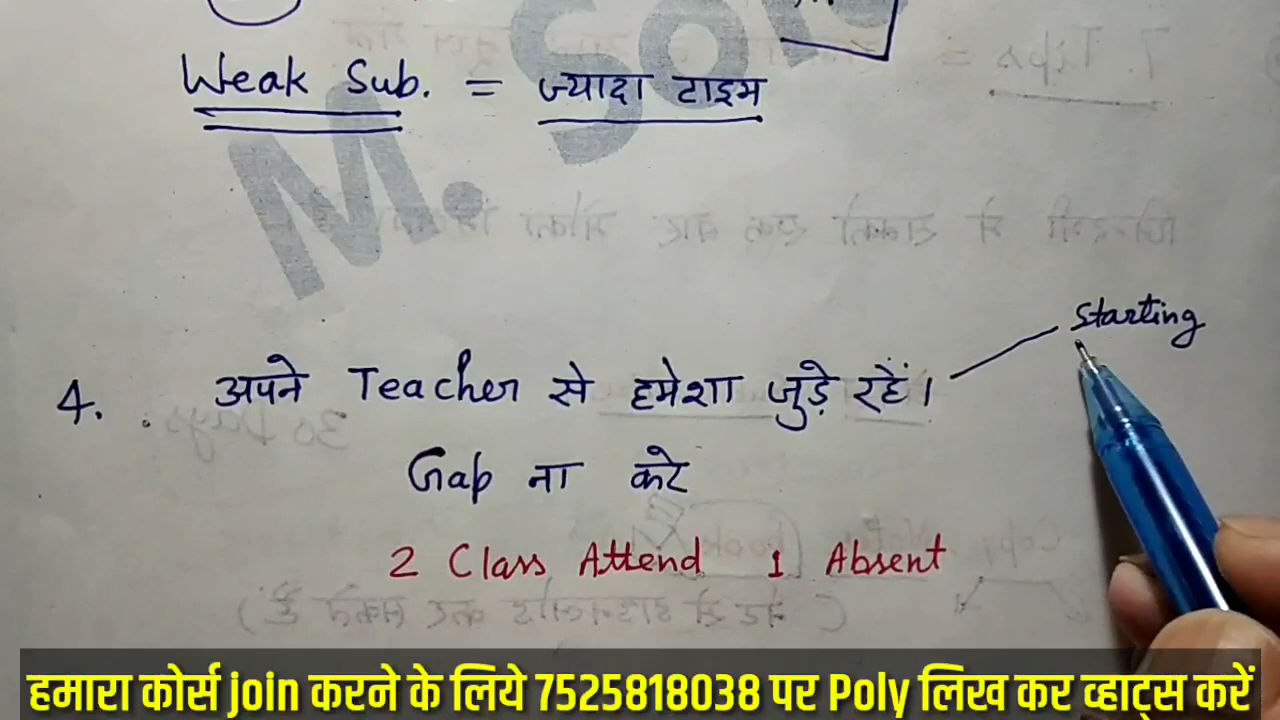 Weak Sub. = ज्यादा टाइम
Starting
4. अपने Teacher से हमेशा जुड़े रहें।
Gap ना करे
2 Class Attend 1 Absent
हमारा कोर्स join करने के लिये 7525818038 पर Poly लिख कर व्हाट्स करें